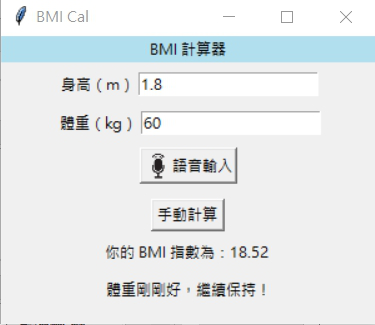 BMI Cal
BMI 計算器
身高（m） 1.8
體重（kg） 60
語音輸入
手動計算
你的 BMI 指數為：18.52
體重剛剛好，繼續保持！